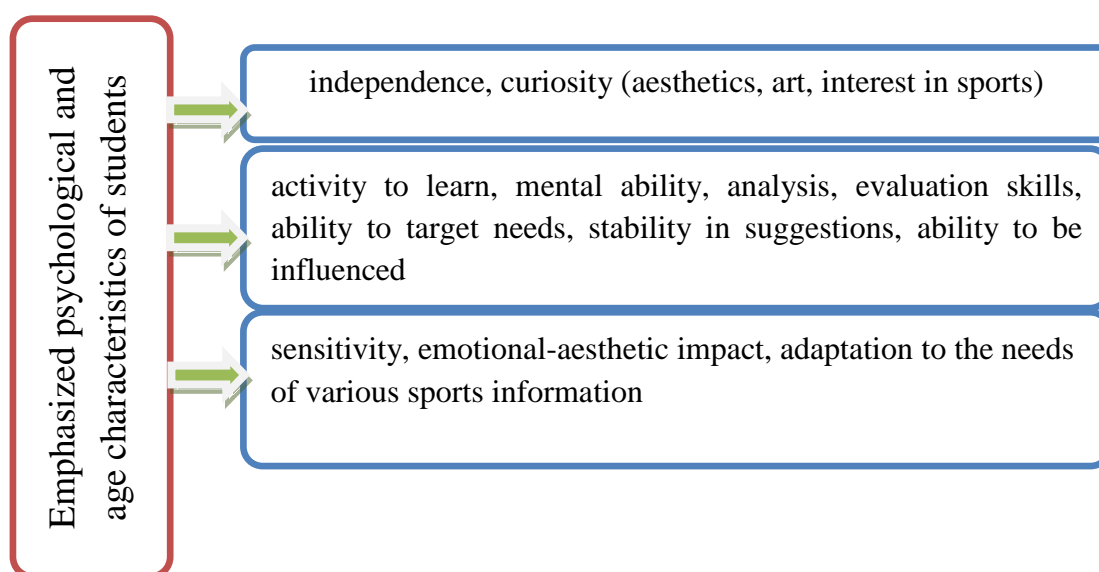 Emphasized psychological and
age characteristics of students
independence, curiosity (aesthetics, art, interest in sports)
activity to learn, mental ability, analysis, evaluation skills,
ability to target needs, stability in suggestions, ability to be
influenced
sensitivity, emotional-aesthetic impact, adaptation to the needs
of various sports information